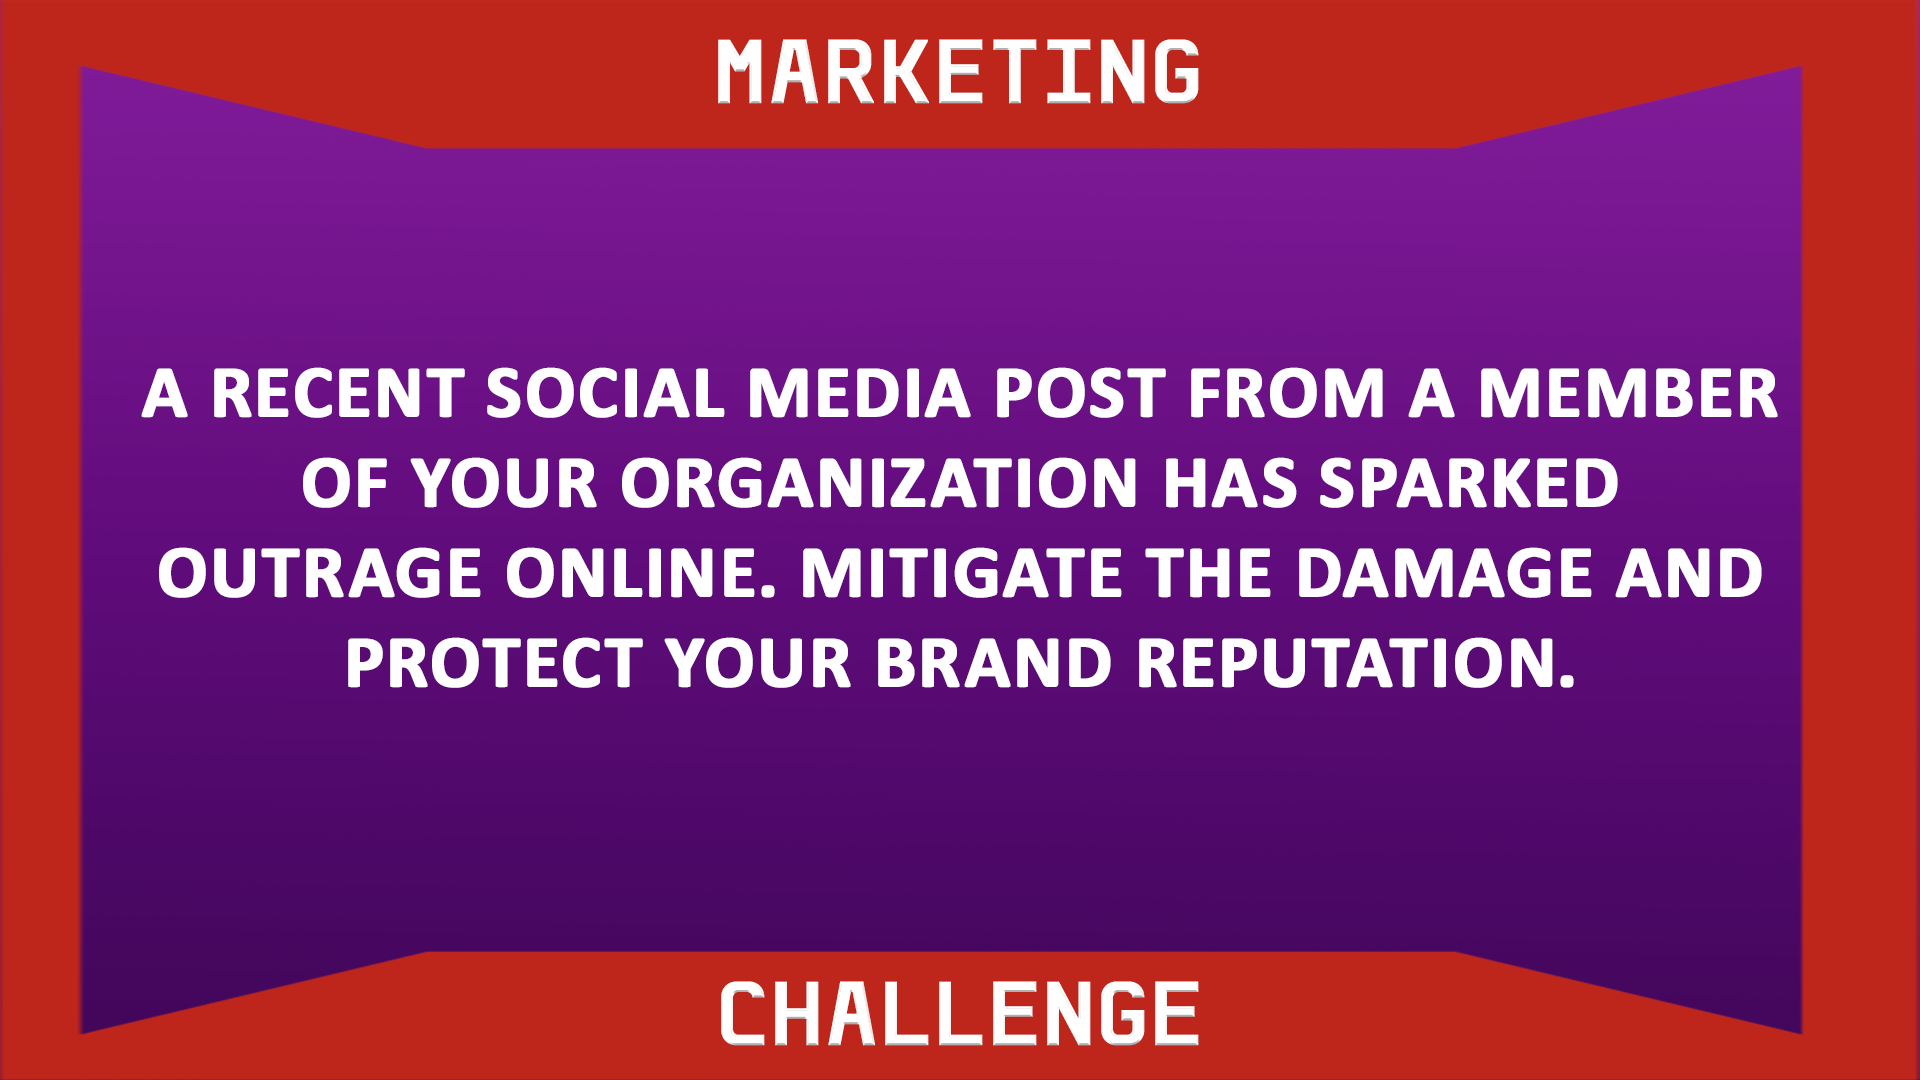 MARKETING
A RECENT SOCIAL MEDIA POST FROM A MEMBER
OF YOUR ORGANIZATION HAS SPARKED
OUTRAGE ONLINE. MITIGATE THE DAMAGE AND
PROTECT YOUR BRAND REPUTATION.
CHALLENGE